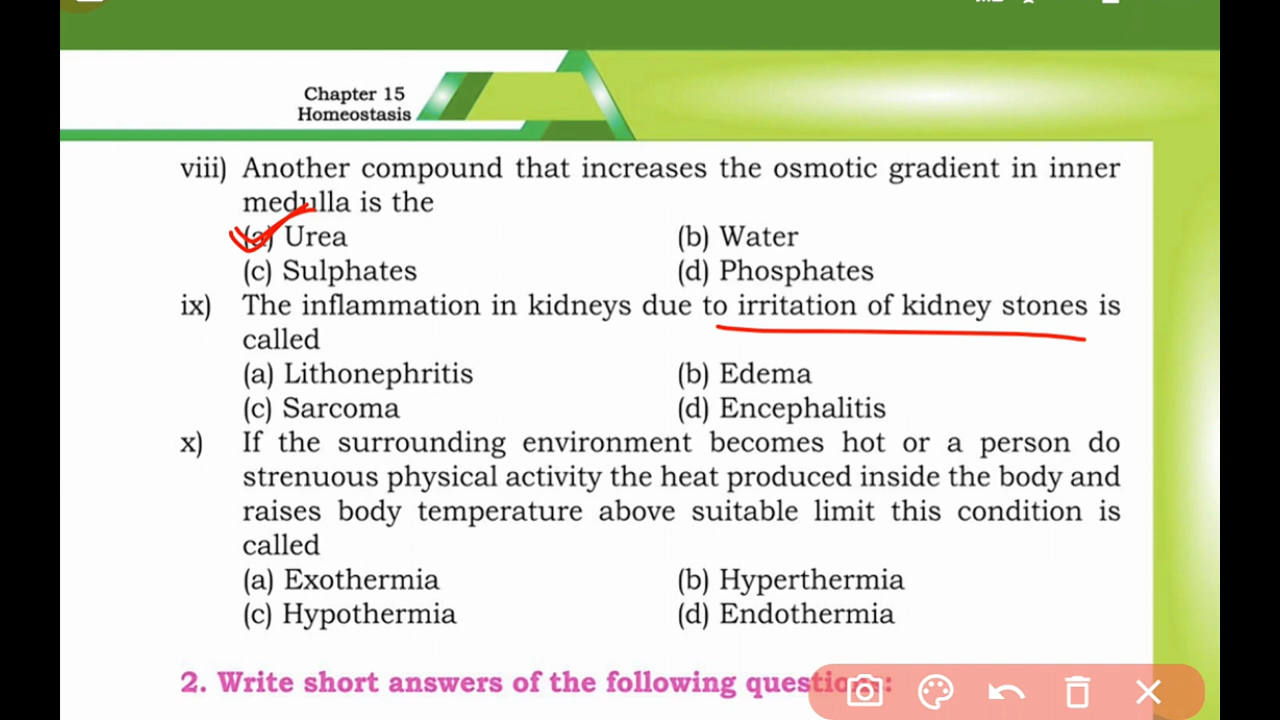 Chapter 15
Homeostasis
viii) Another compound that increases the osmotic gradient in inner
medulla is the
(a) Urea (b) Water
(c) Sulphates (d) Phosphates
ix) The inflammation in kidneys due to irritation of kidney stones is
called
(a) Lithonephritis (b) Edema
(c) Sarcoma (d) Encephalitis
x) If the surrounding environment becomes hot or a person do
strenuous physical activity the heat produced inside the body and
raises body temperature above suitable limit this condition is
called
(a) Exothermia (b) Hyperthermia
(c) Hypothermia (d) Endothermia
2. Write short answers of the following questions: